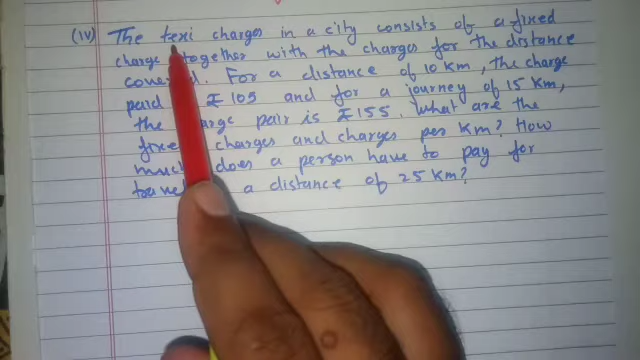 (iv) The texi charges in a city consists of a fixed
charge together with the charges for the distance
covered. For a distance of 10 Km, the charge
paid ₹ 105 and for a journey of 15 Km,
the charge pair is ₹ 155. What are the
fixed charges and charges per Km? How
much does a person have to pay for
travel a distance of 25 Km?